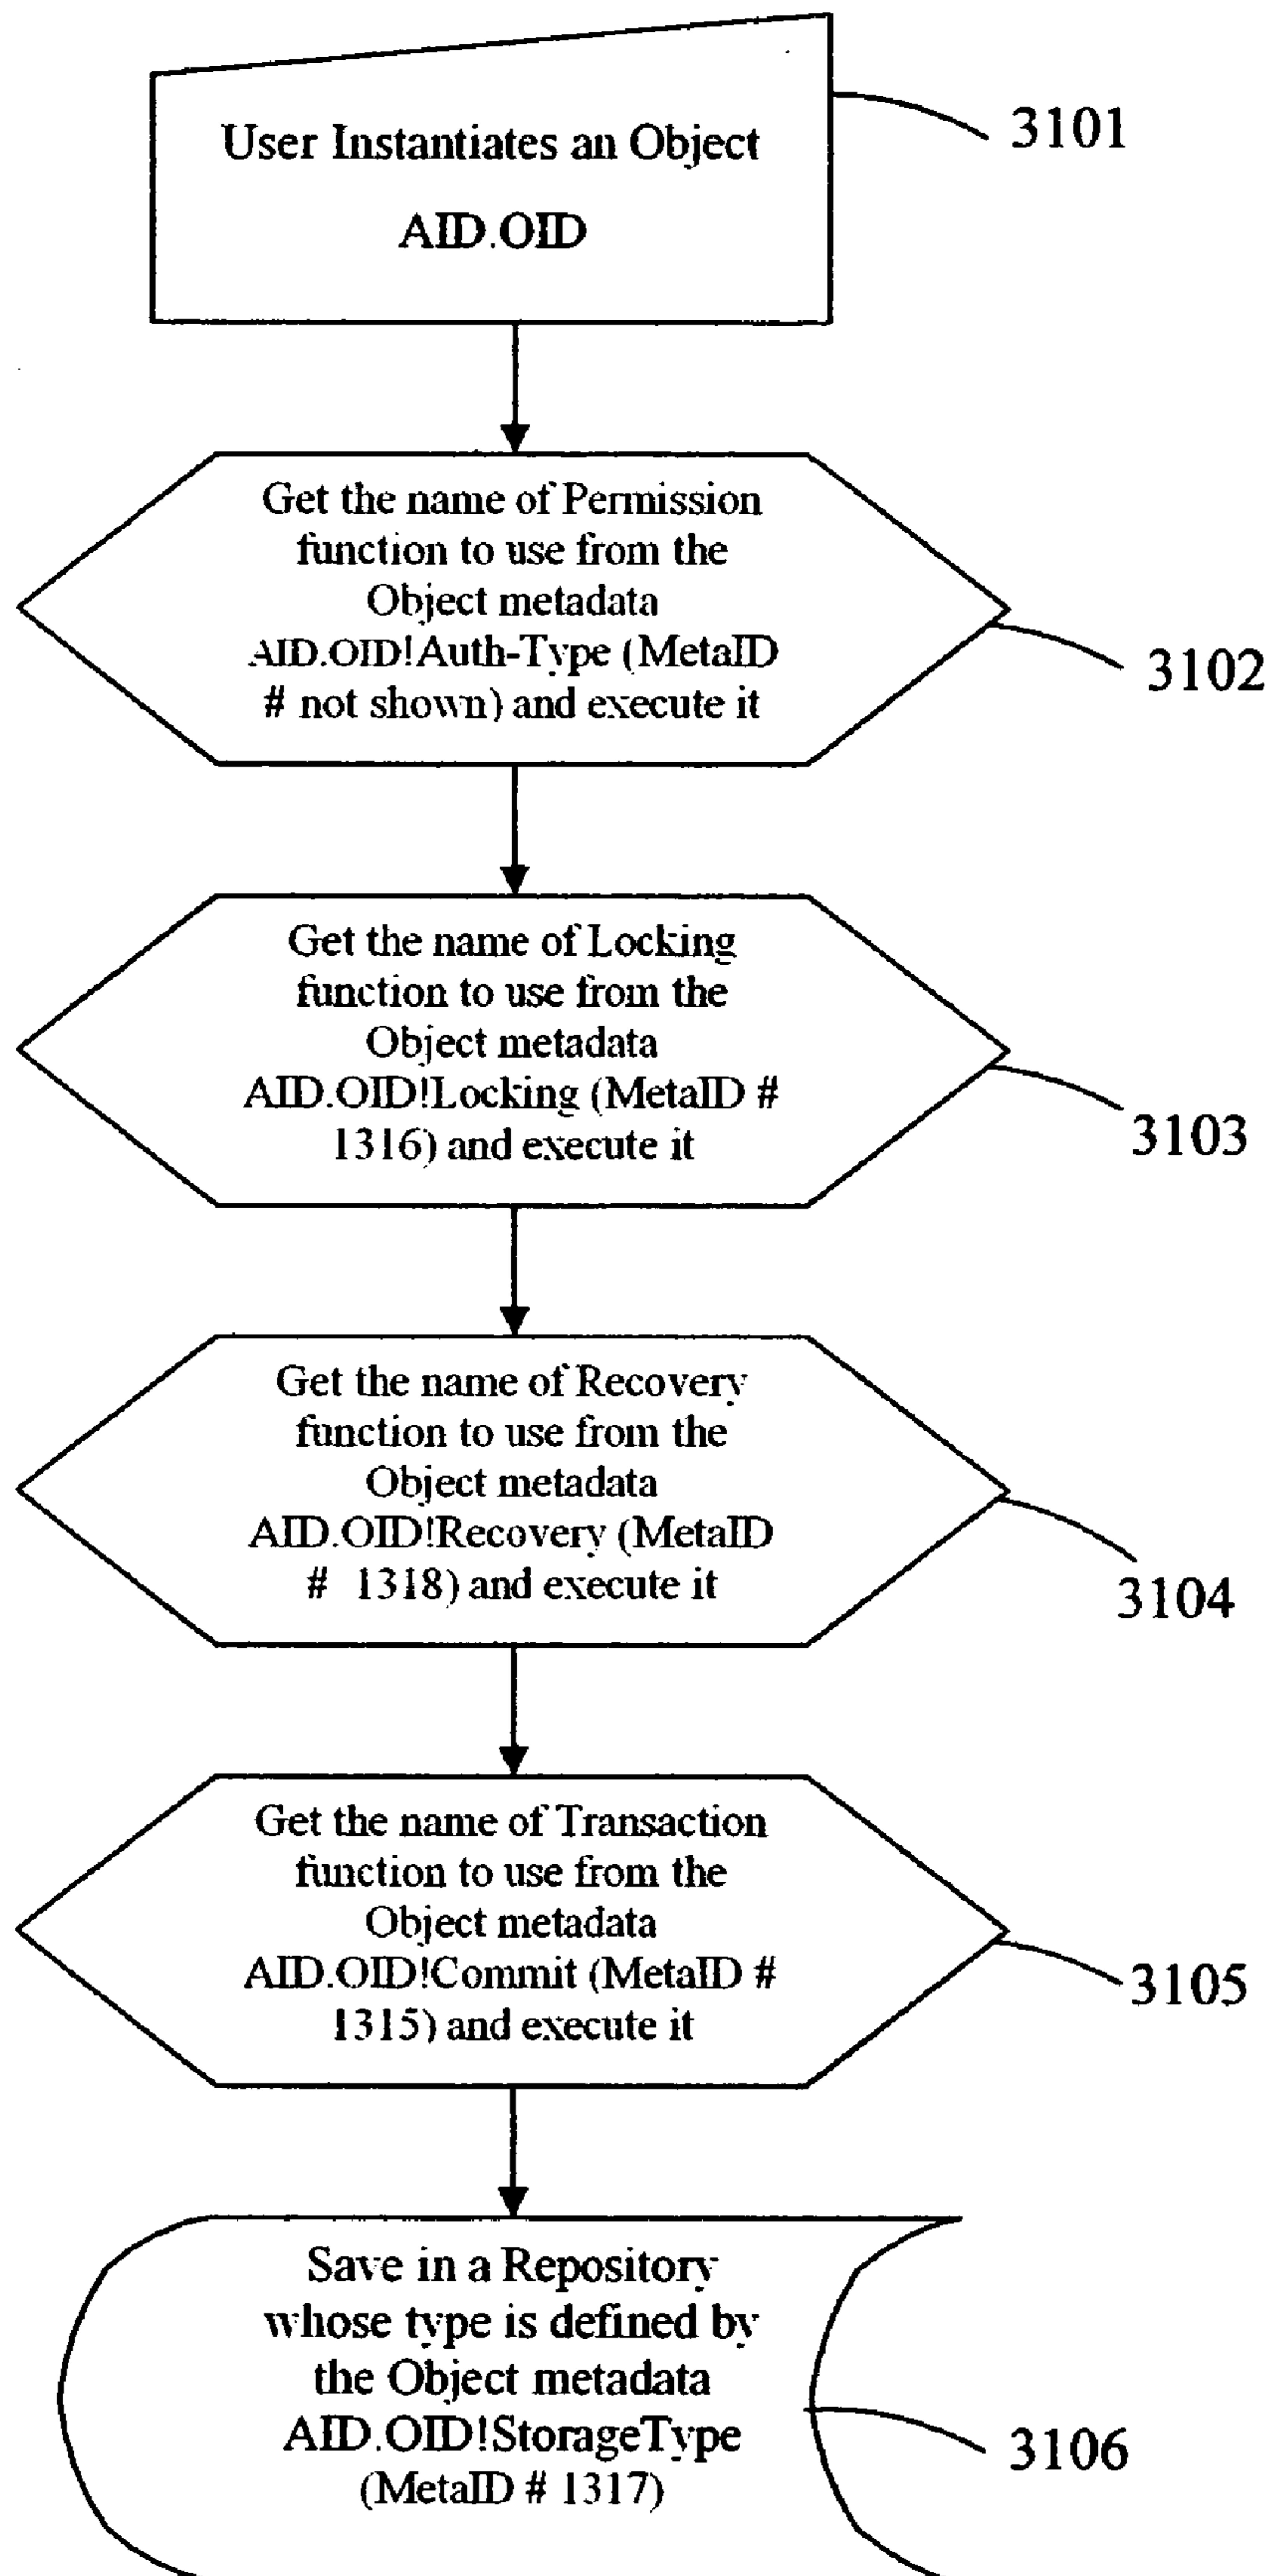 User Instantiates an Object
AID.OID
3101
Get the name of Permission
function to use from the
Object metadata
AID.OID!Auth-Type (MetaID
# not shown) and execute it
3102
Get the name of Locking
function to use from the
Object metadata
AID.OID!Locking (MetaID #
1316) and execute it
3103
Get the name of Recovery
function to use from the
Object metadata
AID.OID!Recovery (MetaID
# 1318) and execute it
3104
Get the name of Transaction
function to use from the
Object metadata
AID.OID!Commit (MetaID #
1315) and execute it
3105
Save in a Repository
whose type is defined by
the Object metadata
AID.OID!StorageType
(MetaID # 1317)
3106